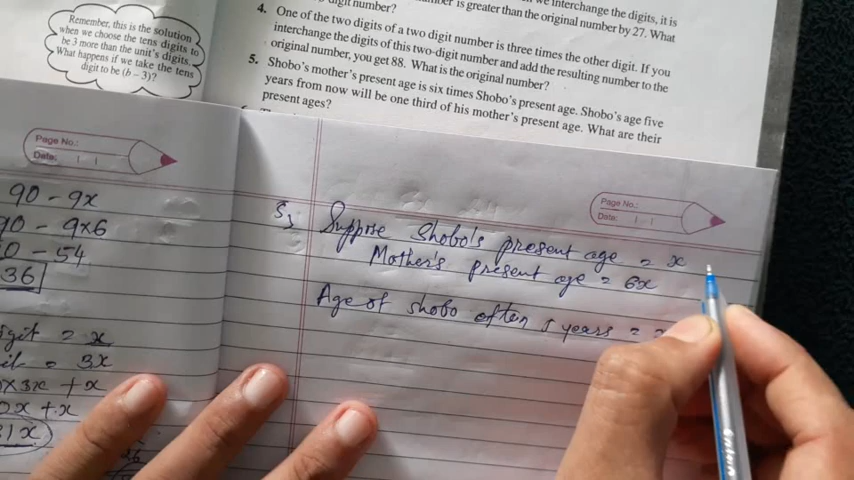 Remember, this is the solution
when we choose the tens digits to
be 3 more than the unit's digits.
What happens if we take the tens
digit to be (b – 3)?
interchange the digits, it is
is greater than the original number by 27. What
4. One of the two digits of a two digit number is three times the other digit. If you
interchange the digits of this two-digit number and add the resulting number to the
original number, you get 88. What is the original number?
5. Shobo's mother's present age is six times Shobo's present age. Shobo's age five
years from now will be one third of his mother's present age. What are their
present ages?
Page No.:
Date:
90 - 9x
90 - 9x6
- 54
36
= x
= 3x
x3x + x
x + x
31x
Page No.:
Date:
5, Suppose Shobo's present age = x
Mother's present age = 6x
Age of shobo often 5 years =